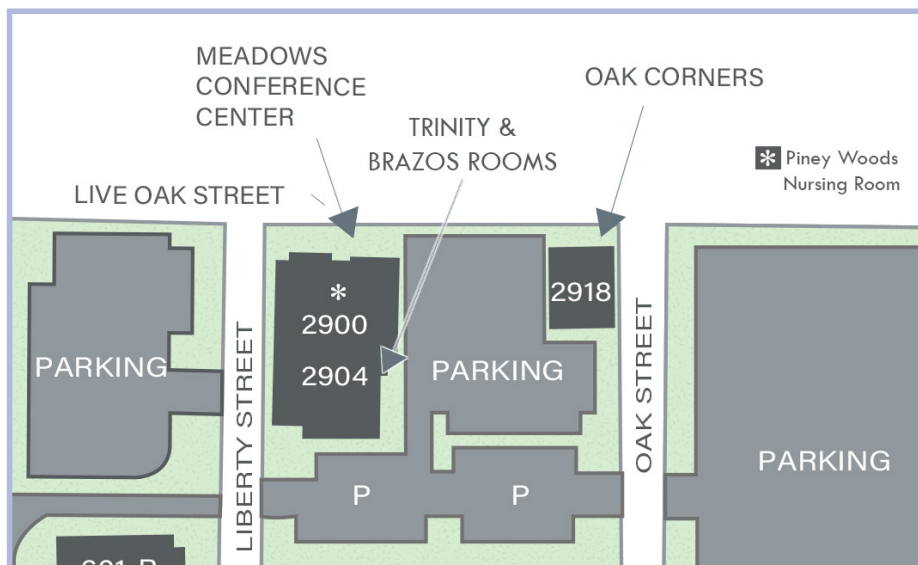 MEADOWS
CONFERENCE
CENTER
OAK CORNERS
TRINITY &
BRAZOS ROOMS
* Piney Woods
Nursing Room
LIVE OAK STREET
*
2900
2904
2918
PARKING
PARKING
PARKING
LIBERTY STREET
OAK STREET
P
P